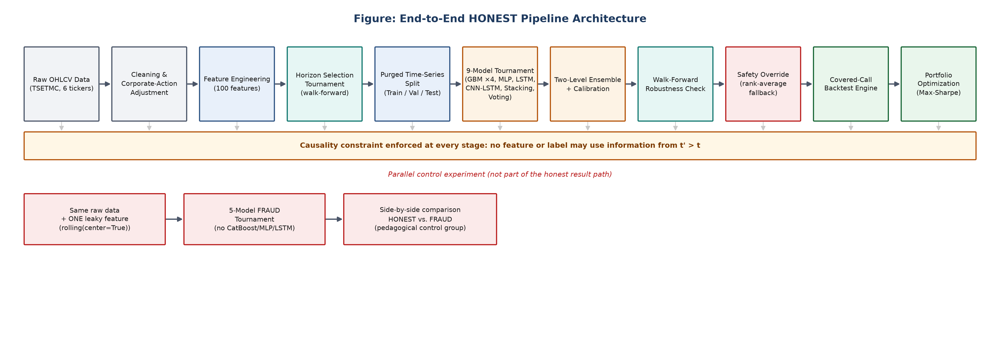 Figure: End-to-End HONEST Pipeline Architecture
Raw OHLCV Data
(TSETMC, 6 tickers)
Cleaning &
Corporate-Action
Adjustment
Feature Engineering
(100 features)
Horizon Selection
Tournament
(walk-forward)
Purged Time-Series
Split
(Train / Val / Test)
9-Model Tournament
(GBM ×4, MLP, LSTM,
CNN-LSTM, Stacking,
Voting)
Two-Level Ensemble
+ Calibration
Walk-Forward
Robustness Check
Safety Override
(rank-average
fallback)
Covered-Call
Backtest Engine
Portfolio
Optimization
(Max-Sharpe)
Causality constraint enforced at every stage: no feature or label may use information from t' > t
Parallel control experiment (not part of the honest result path)
Same raw data
+ ONE leaky feature
(rolling(center=True))
5-Model FRAUD
Tournament
(no CatBoost/MLP/LSTM)
Side-by-side comparison
HONEST vs. FRAUD
(pedagogical control group)